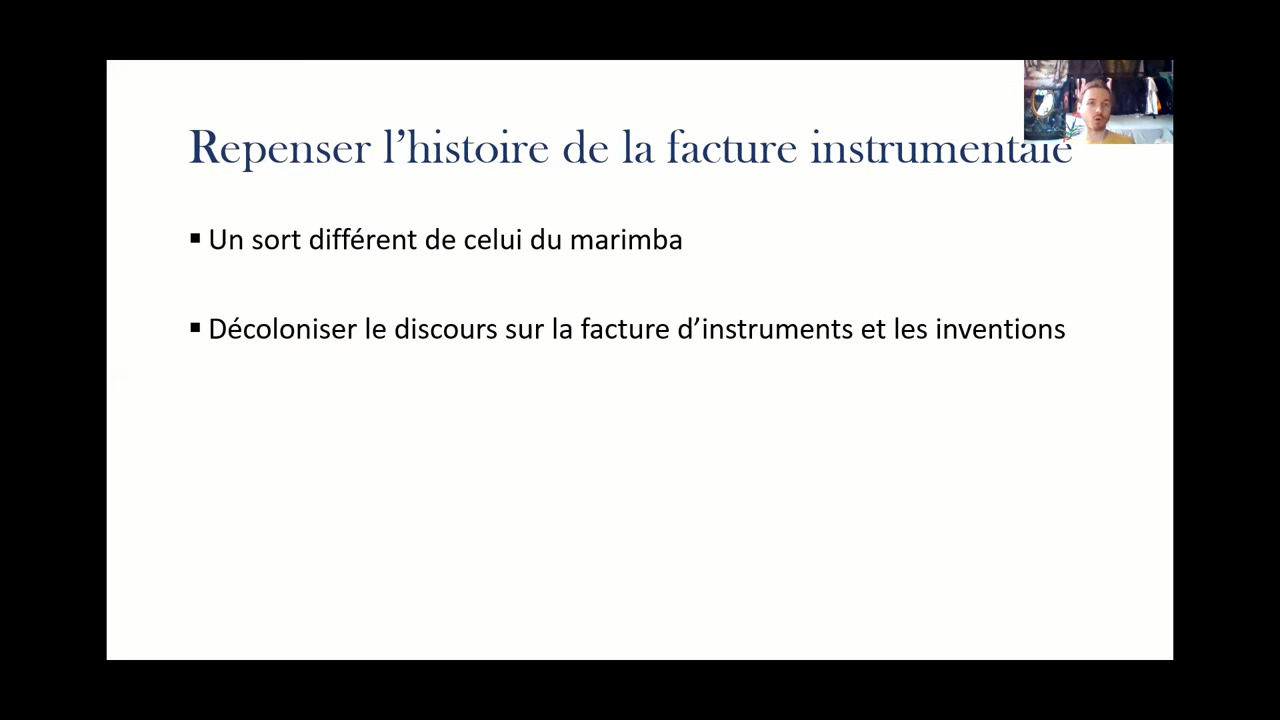 Repenser l’histoire de la facture instrumentale
▪ Un sort différent de celui du marimba
▪ Décoloniser le discours sur la facture d’instruments et les inventions